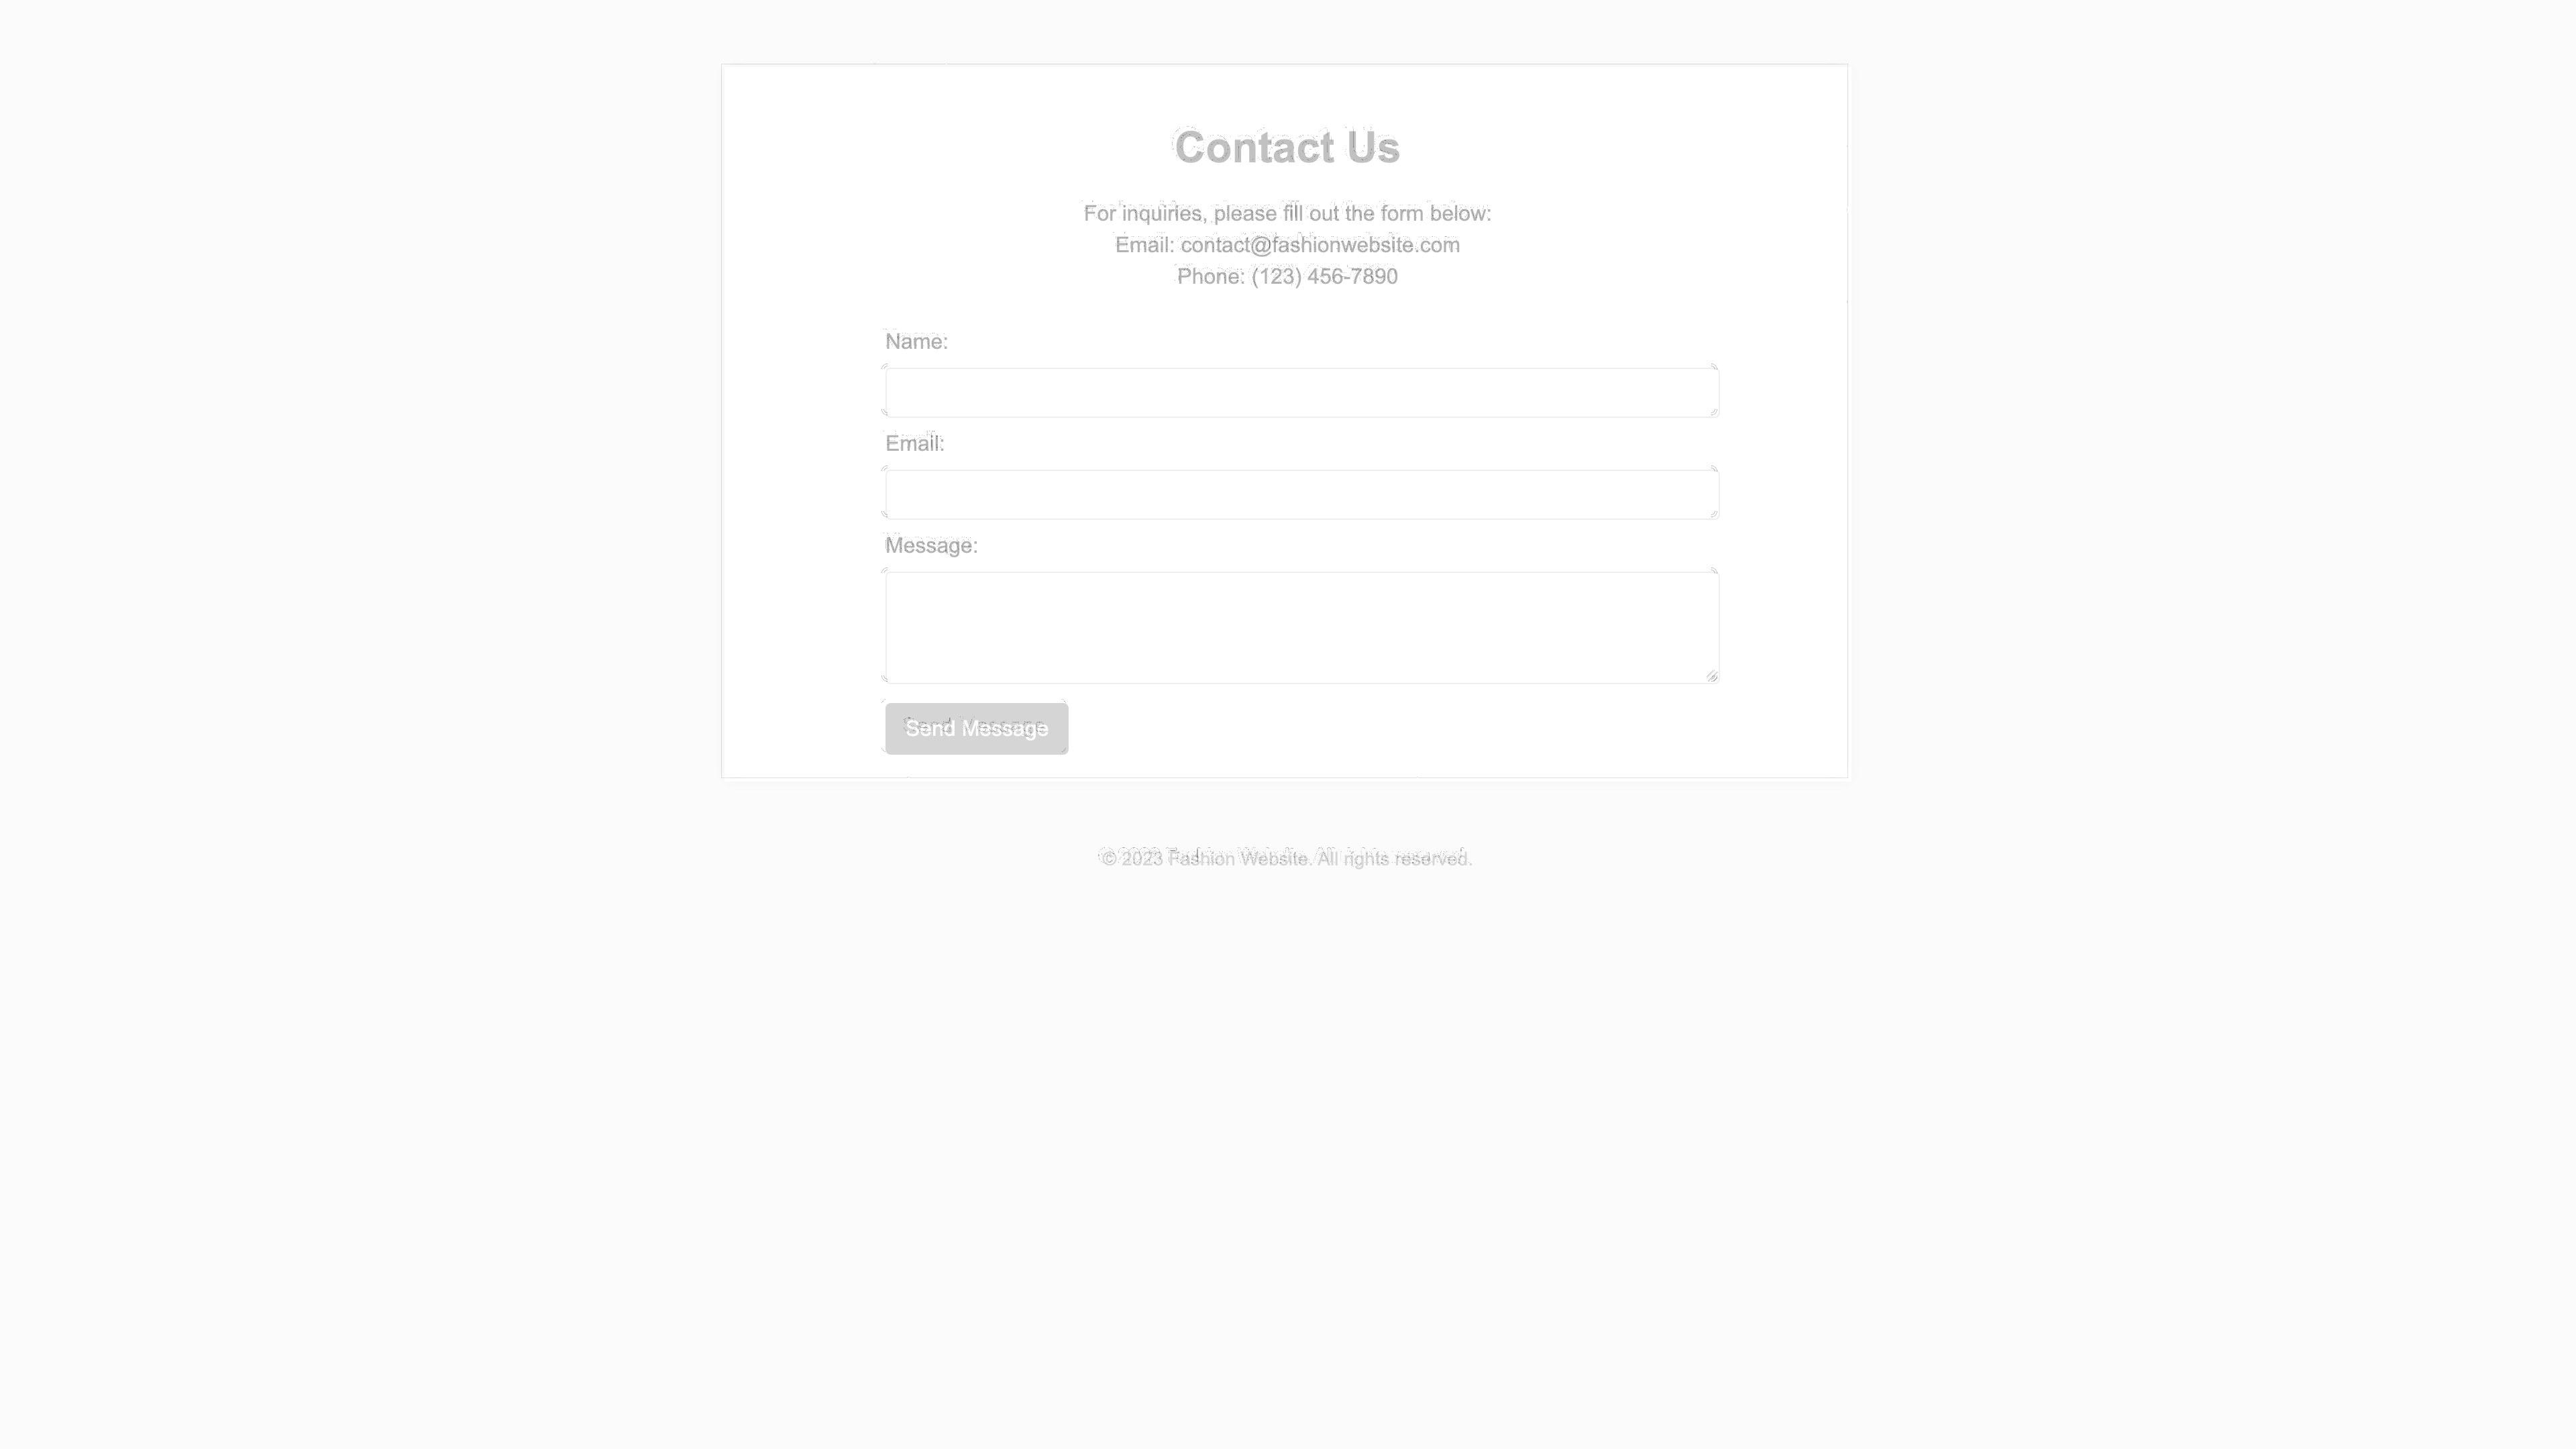 Contact Us
For inquiries, please fill out the form below:
Email: contact@fashionwebsite.com
Phone: (123) 456-7890
Name:
Email:
Message:
Send Message
© 2023 Fashion Website. All rights reserved.